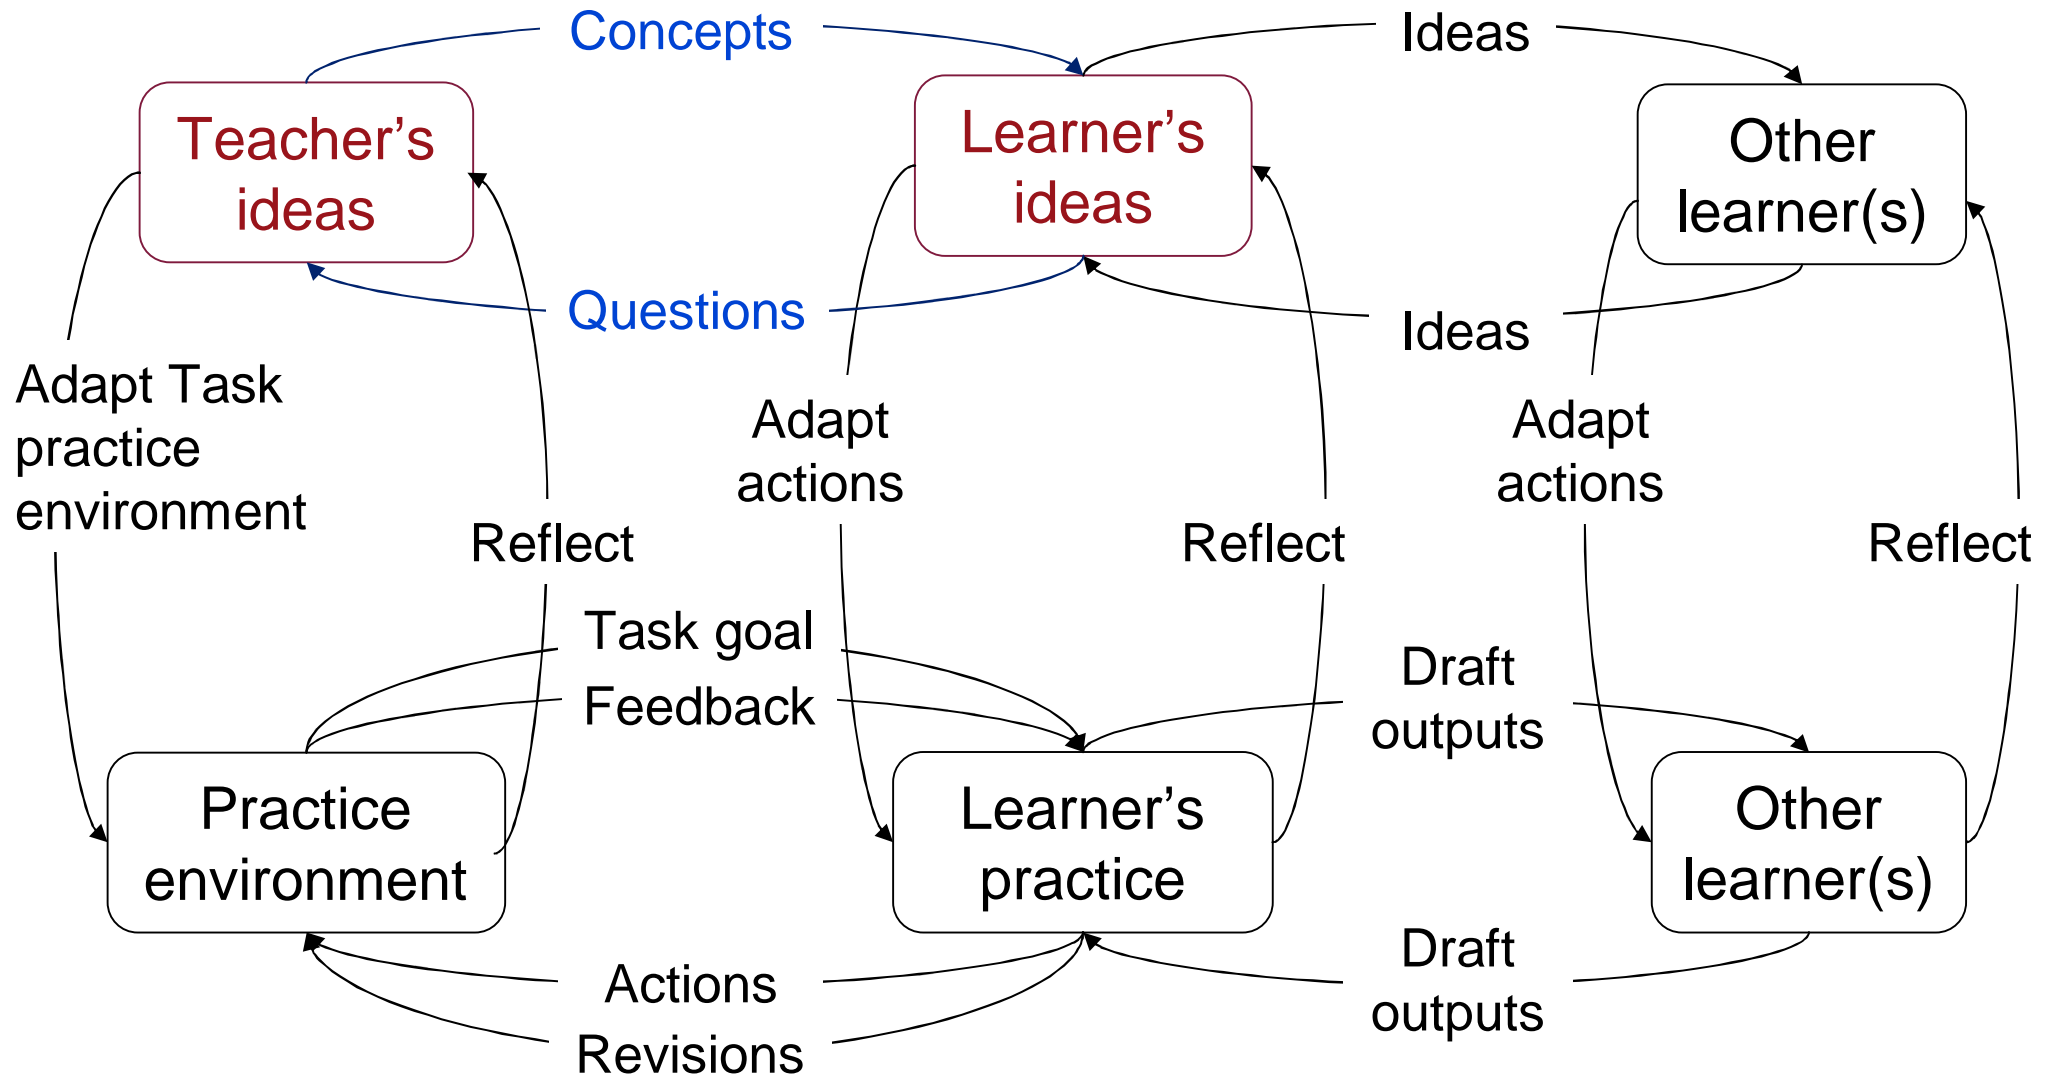 Concepts
Ideas
Teacher’s
ideas
Learner’s
ideas
Other
learner(s)
Questions
Ideas
Adapt Task
practice
environment
Adapt
actions
Adapt
actions
Reflect
Reflect
Reflect
Task goal
Feedback
Draft
outputs
Practice
environment
Learner’s
practice
Other
learner(s)
Actions
Revisions
Draft
outputs